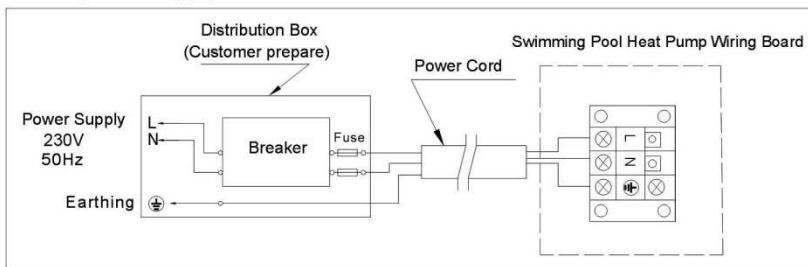 Distribution Box
(Customer prepare)
Swimming Pool Heat Pump Wiring Board
Power Cord
Power Supply
230V
50Hz
L
N
Breaker
Fuse
Earthing
L
N